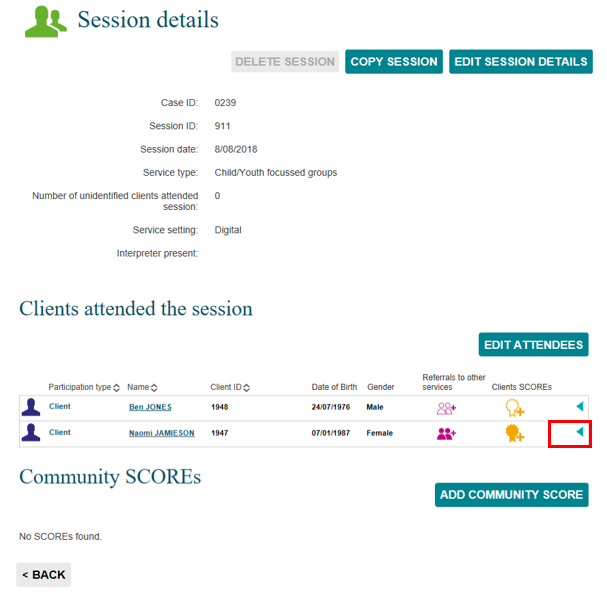 Session details
DELETE SESSION COPY SESSION EDIT SESSION DETAILS
Case ID: 0239
Session ID: 911
Session date: 8/08/2018
Service type: Child/Youth focussed groups
Number of unidentified clients attended 0
session:
Service setting: Digital
Interpreter present:
Clients attended the session
EDIT ATTENDEES
Participation type Name Client ID Date of Birth Gender Referrals to other services Clients SCOREs
Client Ben JONES 1948 24/07/1976 Male
Client Naomi JAMIESON 1947 07/01/1987 Female
Community SCOREs
ADD COMMUNITY SCORE
No SCOREs found.
< BACK